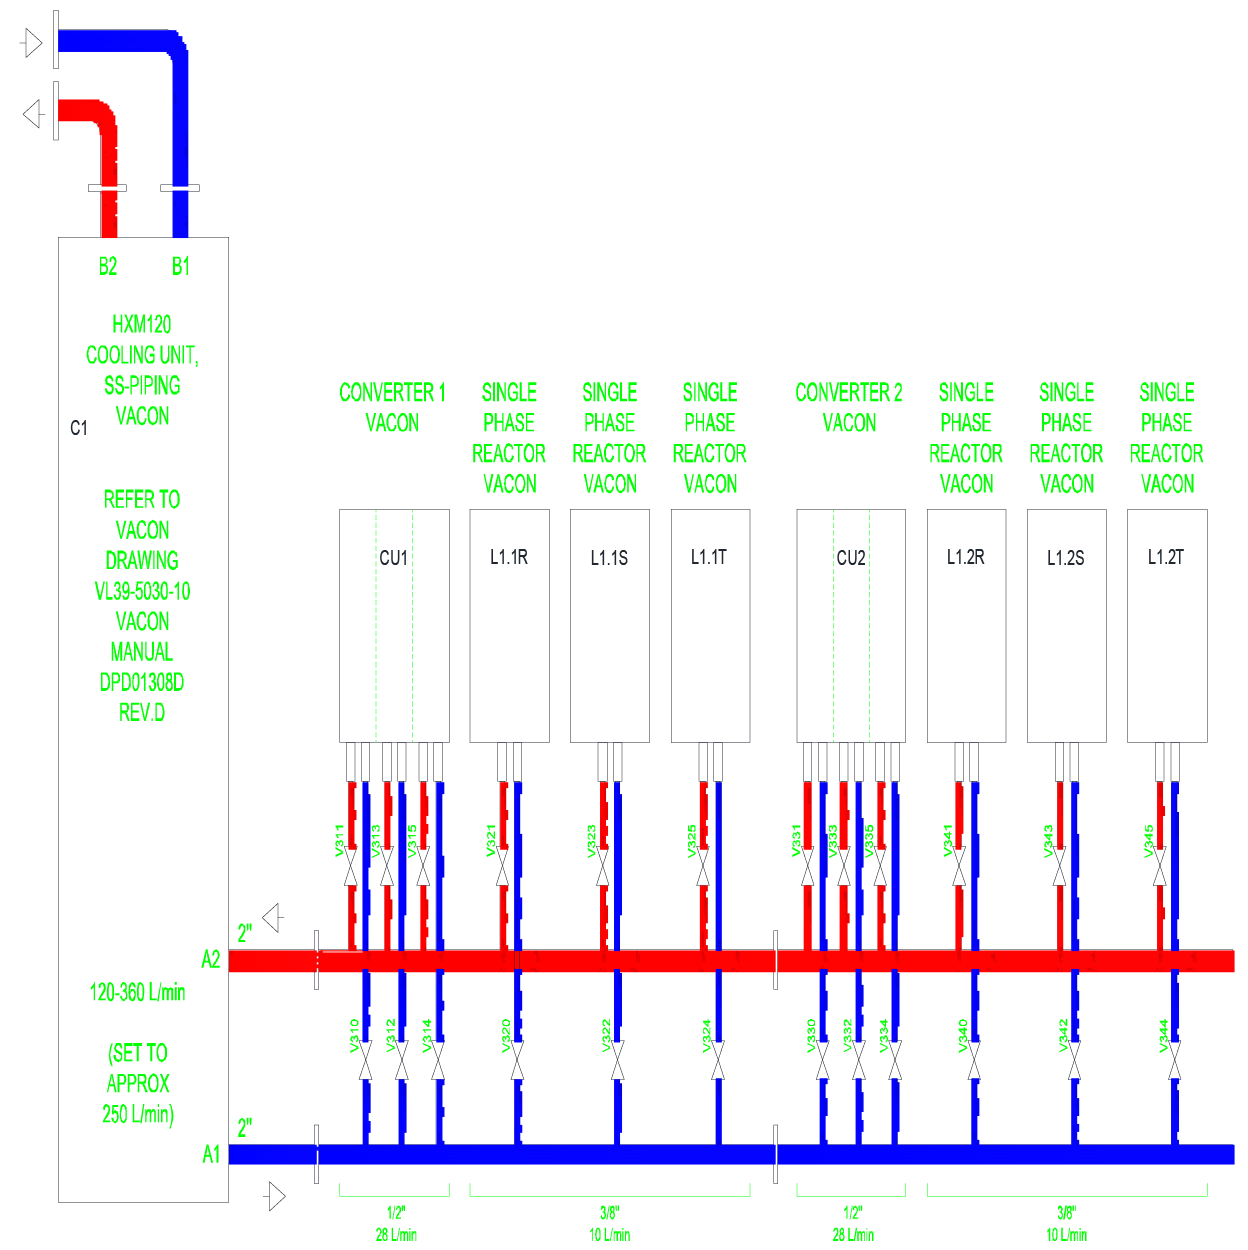 B2
B1
HXM120
COOLING UNIT,
SS-PIPING
VACON
C1
REFER TO
VACON
DRAWING
VL39-5030-10
VACON
MANUAL
DPD01308D
REV.D
CONVERTER 1
VACON
SINGLE
PHASE
REACTOR
VACON
SINGLE
PHASE
REACTOR
VACON
SINGLE
PHASE
REACTOR
VACON
CONVERTER 2
VACON
SINGLE
PHASE
REACTOR
VACON
SINGLE
PHASE
REACTOR
VACON
SINGLE
PHASE
REACTOR
VACON
CU1
L1.1R
L1.1S
L1.1T
CU2
L1.2R
L1.2S
L1.2T
V311
V313
V315
V321
V323
V325
V331
V333
V335
V341
V343
V345
2"
A2
120-360 L/min
(SET TO
APPROX
250 L/min)
V310
V312
V314
V320
V322
V324
V330
V332
V334
V340
V342
V344
2"
A1
1/2"
28 L/min
3/8"
10 L/min
1/2"
28 L/min
3/8"
10 L/min